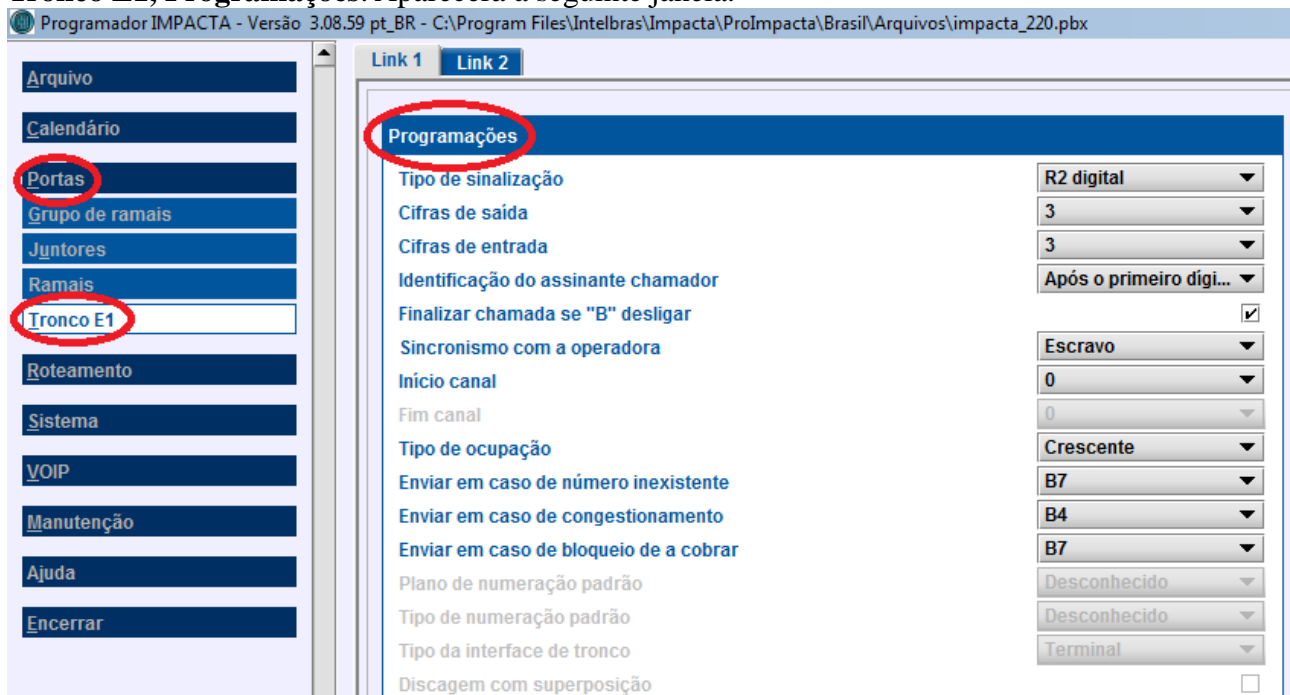 Tronco E1, Programações. Aparecerá a seguinte janela:
Programador IMPACTA - Versão 3.08.59 pt_BR - C:\Program Files\Intelbras\Impacta\ProImpacta\Brasil\Arquivos\impacta_220.pbx
Arquivo
Calendário
Portas
Grupo de ramais
Juntores
Ramais
Tronco E1
Roteamento
Sistema
VOIP
Manutenção
Ajuda
Encerrar
Link 1 Link 2
Programações
Tipo de sinalização R2 digital
Cifras de saída 3
Cifras de entrada 3
Identificação do assinante chamador Após o primeiro dígi...
Finalizar chamada se "B" desligar
Sincronismo com a operadora Escravo
Início canal 0
Fim canal 0
Tipo de ocupação Crescente
Enviar em caso de número inexistente B7
Enviar em caso de congestionamento B4
Enviar em caso de bloqueio de a cobrar B7
Plano de numeração padrão Desconhecido
Tipo de numeração padrão Desconhecido
Tipo da interface de tronco Terminal
Discagem com superposição